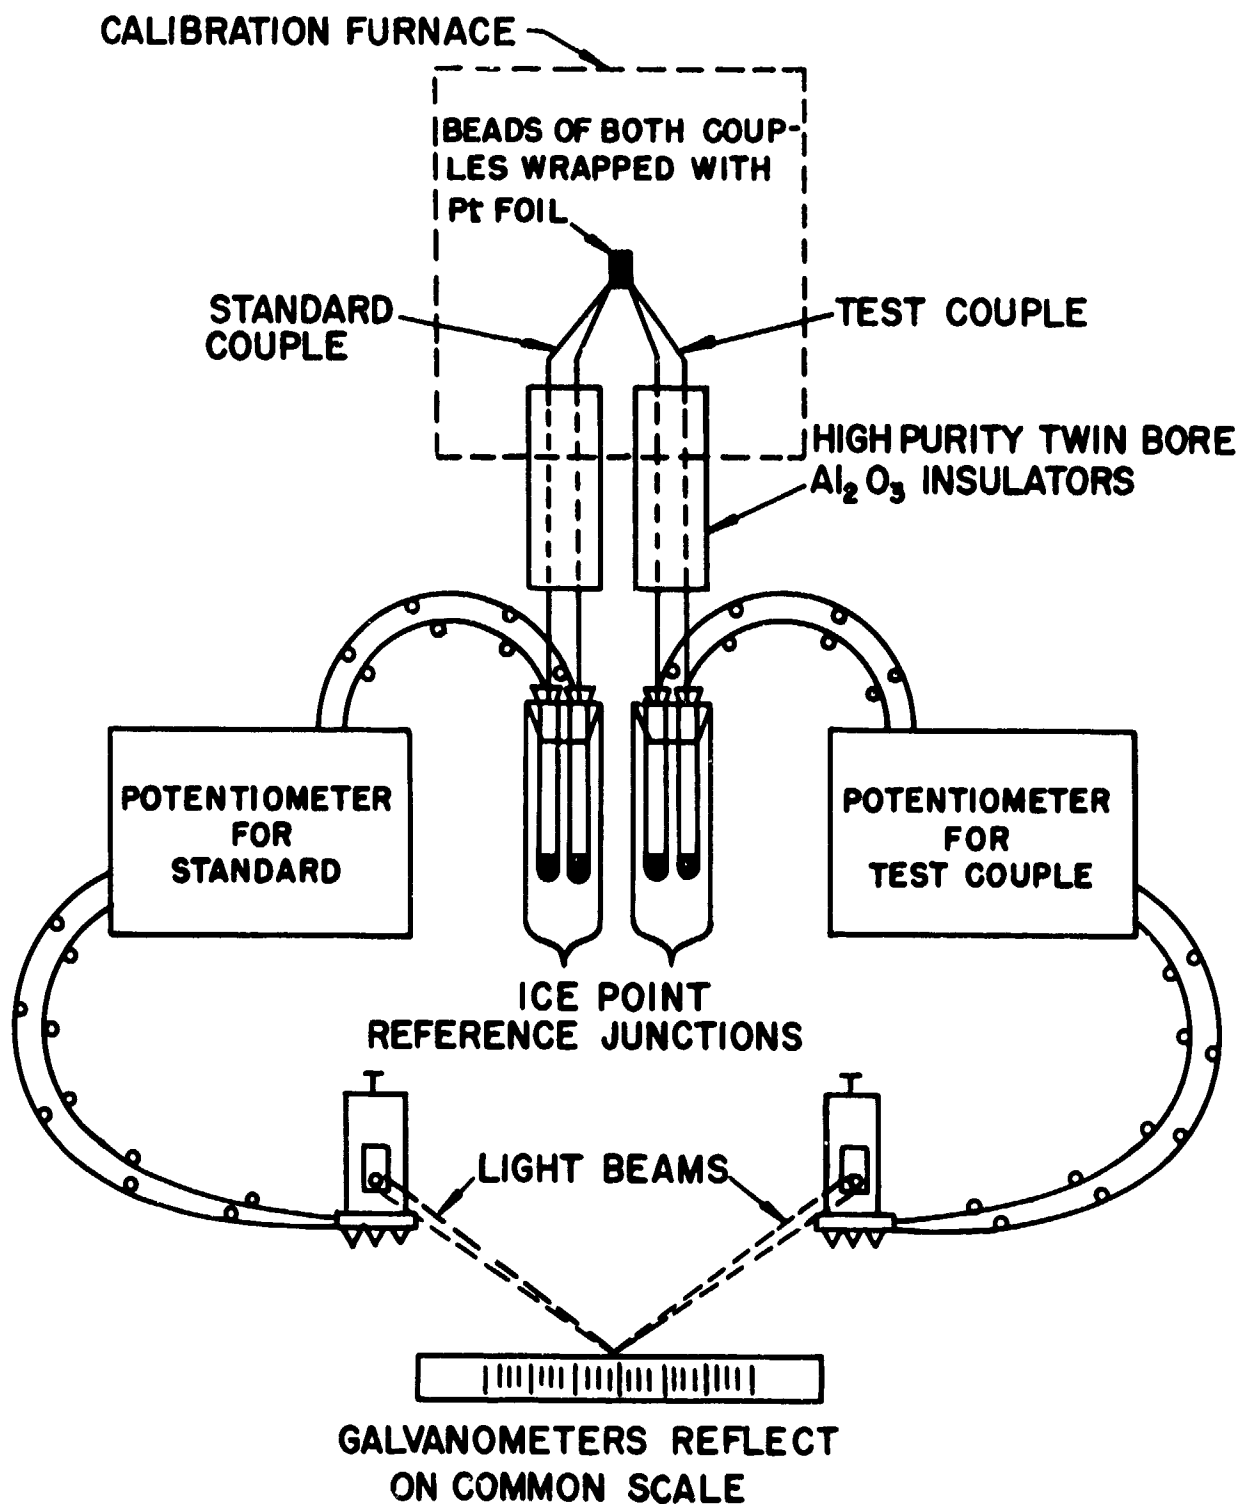 CALIBRATION FURNACE
BEADS OF BOTH COUP-
LES WRAPPED WITH
Pt FOIL
STANDARD
COUPLE
TEST COUPLE
HIGH PURITY TWIN BORE
Al₂O₃ INSULATORS
POTENTIOMETER
FOR
STANDARD
POTENTIOMETER
FOR
TEST COUPLE
ICE POINT
REFERENCE JUNCTIONS
LIGHT BEAMS
GALVANOMETERS REFLECT
ON COMMON SCALE